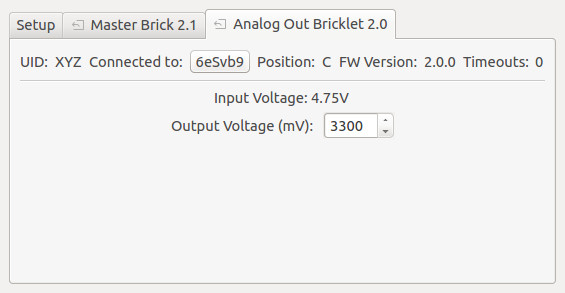 Setup Master Brick 2.1 Analog Out Bricklet 2.0
UID: XYZ Connected to: 6eSvb9 Position: C FW Version: 2.0.0 Timeouts: 0
Input Voltage: 4.75V
Output Voltage (mV): 3300